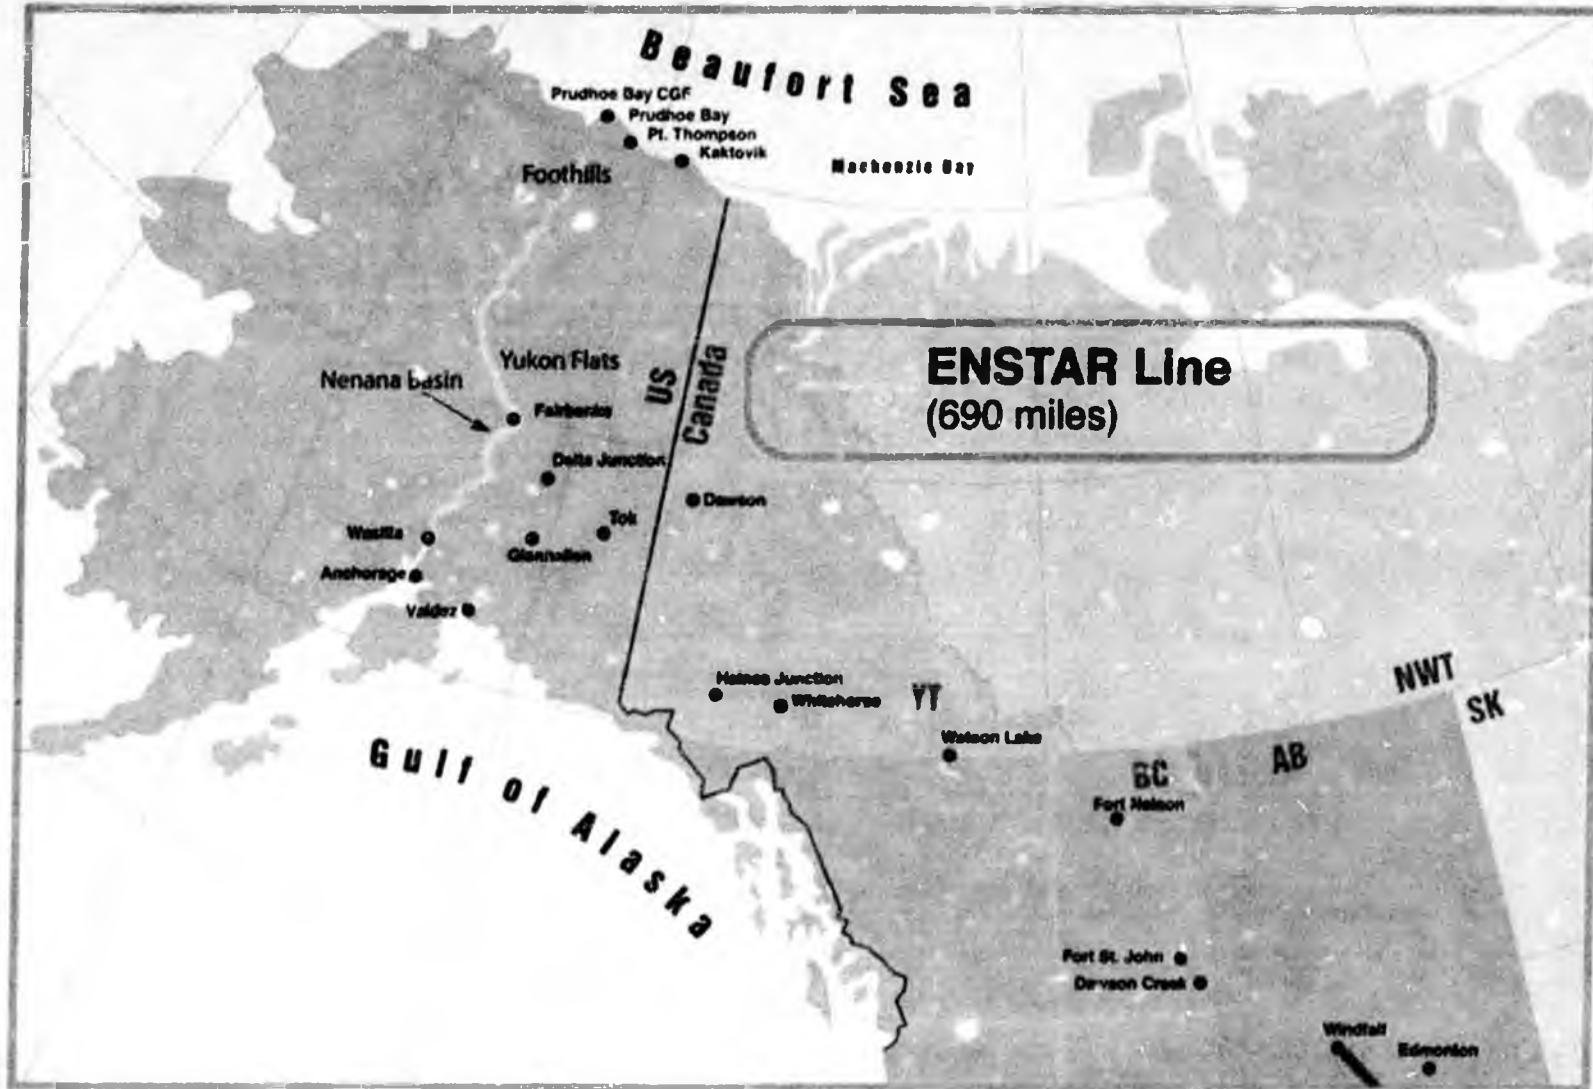 Beaufort Sea
Prudhoe Bay CGF
Prudhoe Bay
Pt. Thompson
Kaktovik
Mackenzie Bay
Foothills
ENSTAR Line
(690 miles)
US
Canada
Yukon Flats
Nenana Basin
Fairbanks
Delta Junction
Dawson
Tok
Wasilla
Glennallen
Anchorage
Valdez
Haines Junction
Whitehorse
YT
NWT
SK
Watson Lake
BC
AB
Fort Nelson
Gulf of Alaska
Fort St. John
Dawson Creek
Windfall
Edmonton